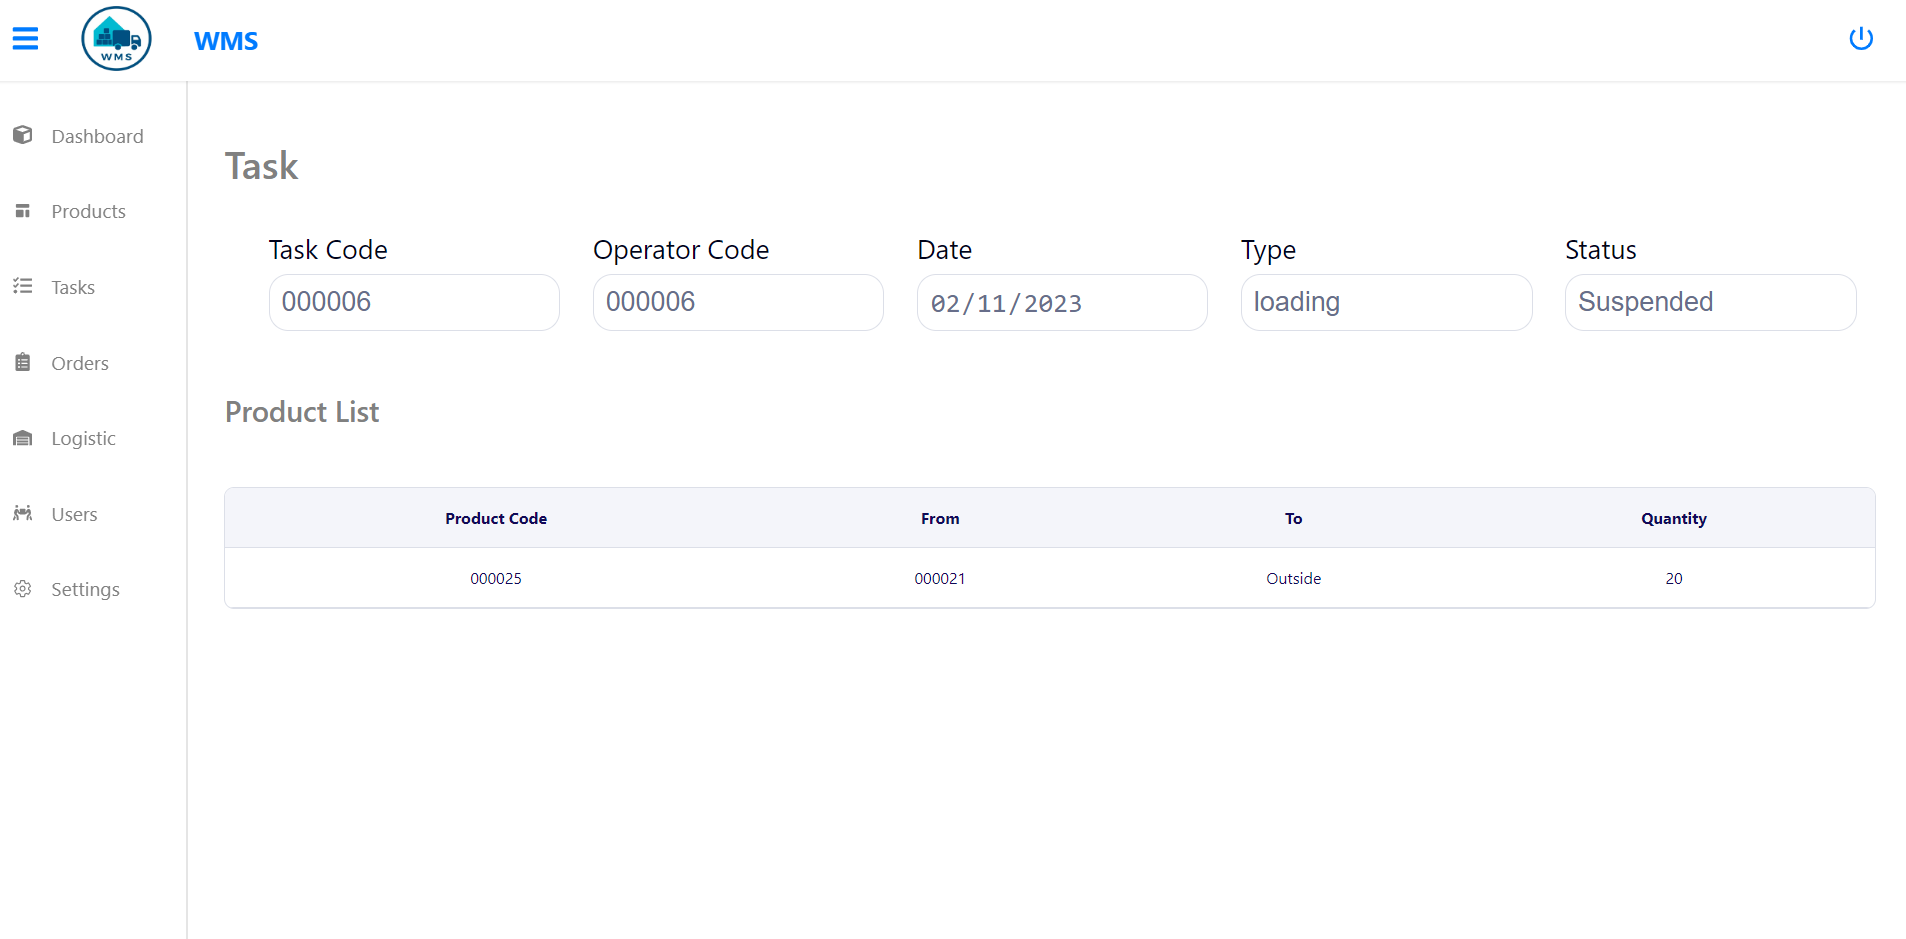 WMS
WMS
Dashboard
Products
Tasks
Orders
Logistic
Users
Settings
Task
Task Code Operator Code Date Type Status
000006 000006 02/11/2023 loading Suspended
Product List
Product Code From To Quantity
000025 000021 Outside 20